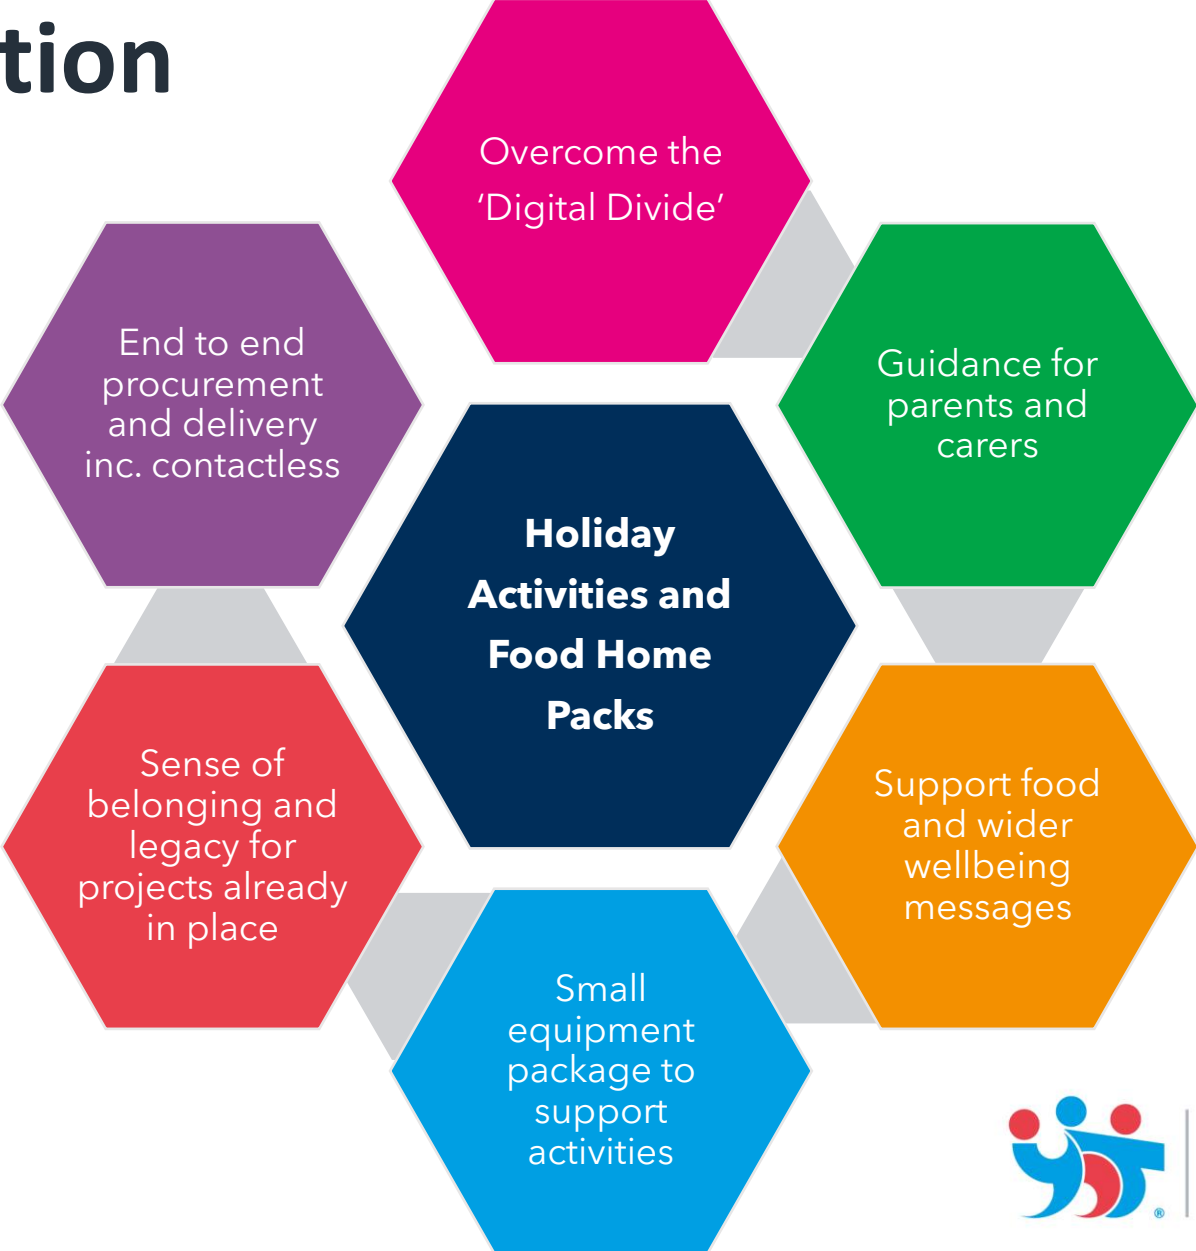 tion
Overcome the
‘Digital Divide’
Guidance for
parents and
carers
Support food
and wider
wellbeing
messages
Small
equipment
package to
support
activities
Sense of
belonging and
legacy for
projects already
in place
End to end
procurement
and delivery
inc. contactless
Holiday
Activities and
Food Home
Packs
®